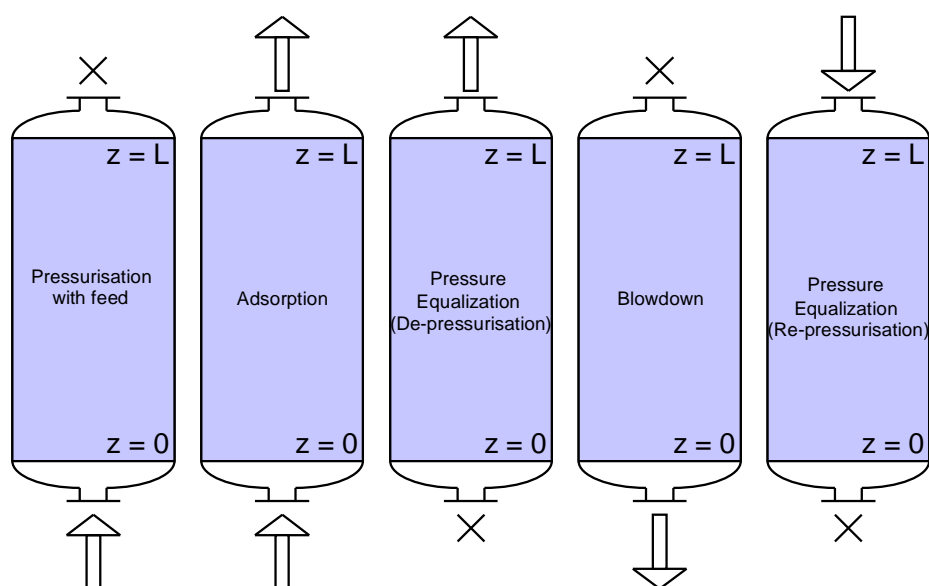 z = L
Pressurisation
with feed
z = 0
z = L
Adsorption
z = 0
z = L
Pressure
Equalization
(De-pressurisation)
z = 0
z = L
Blowdown
z = 0
z = L
Pressure
Equalization
(Re-pressurisation)
z = 0